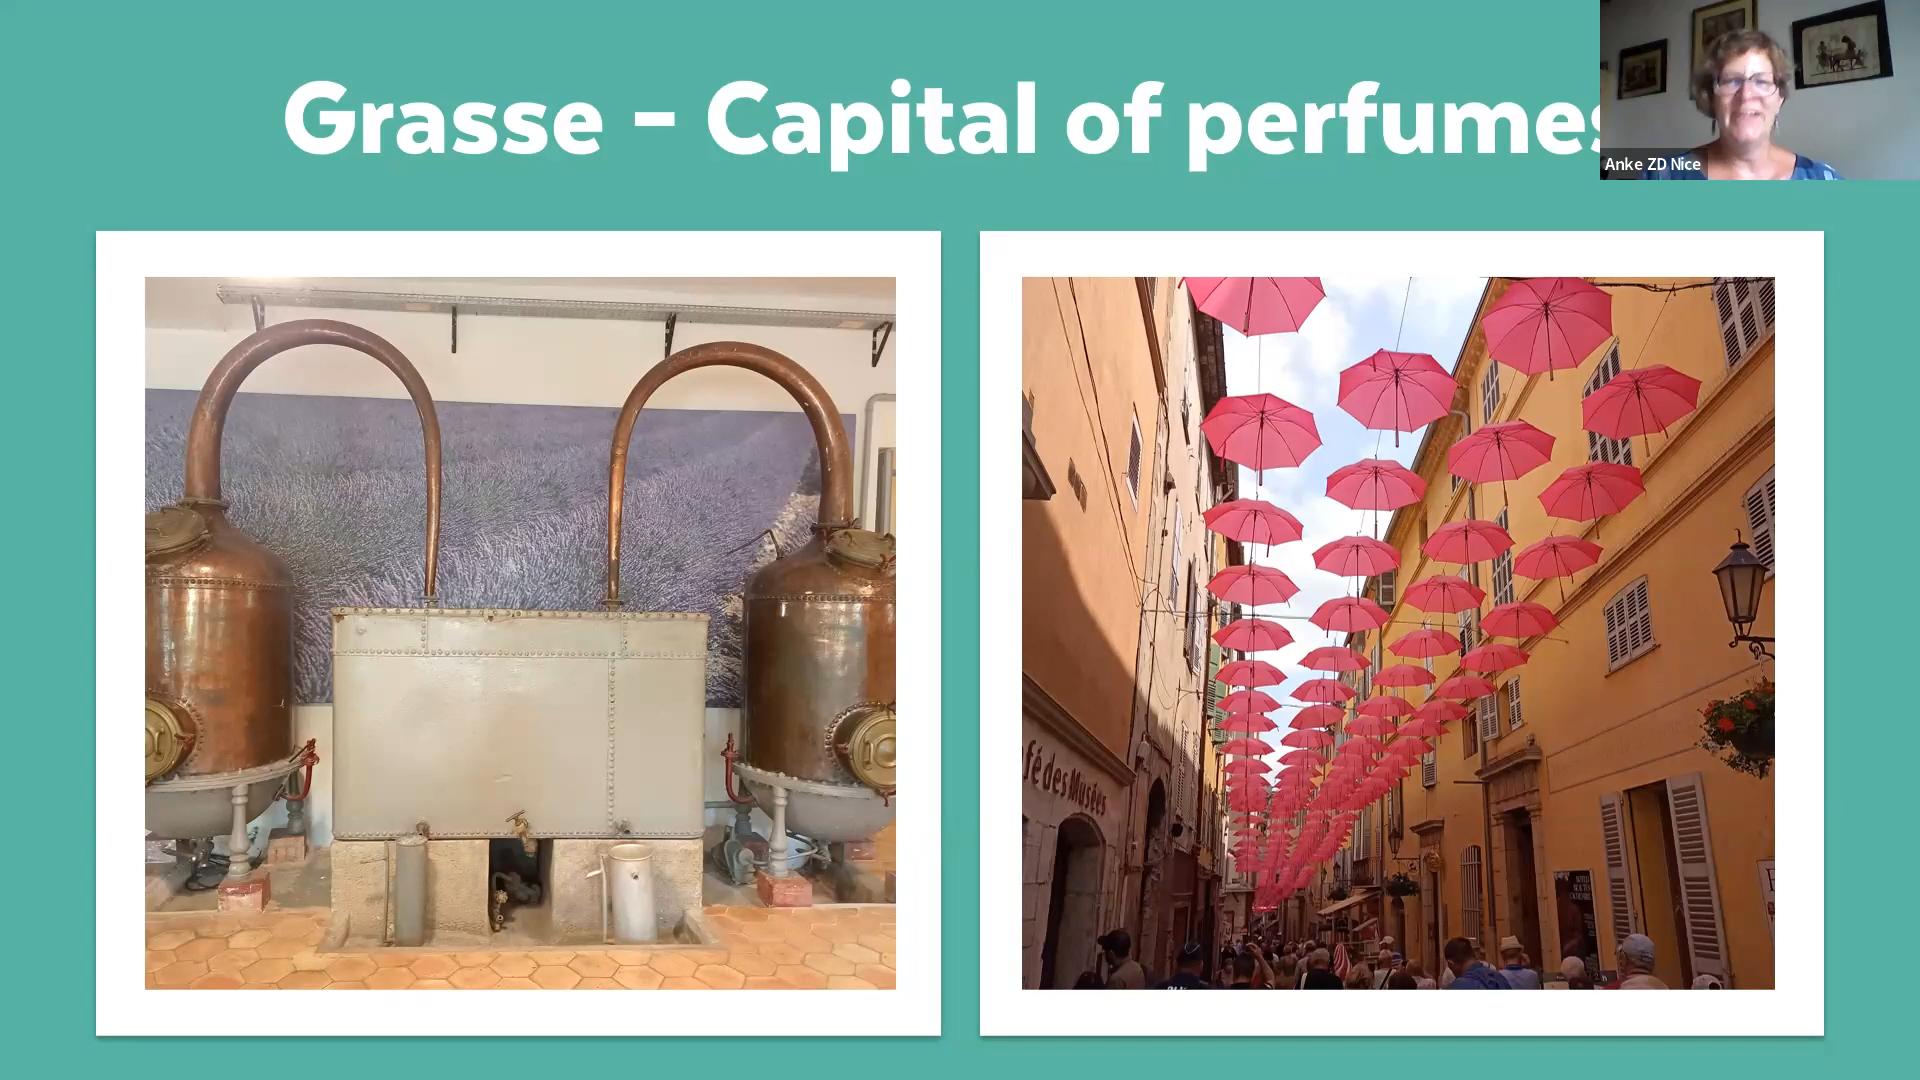 Grasse - Capital of perfumes
Anke ZD Nice
fé des Musées